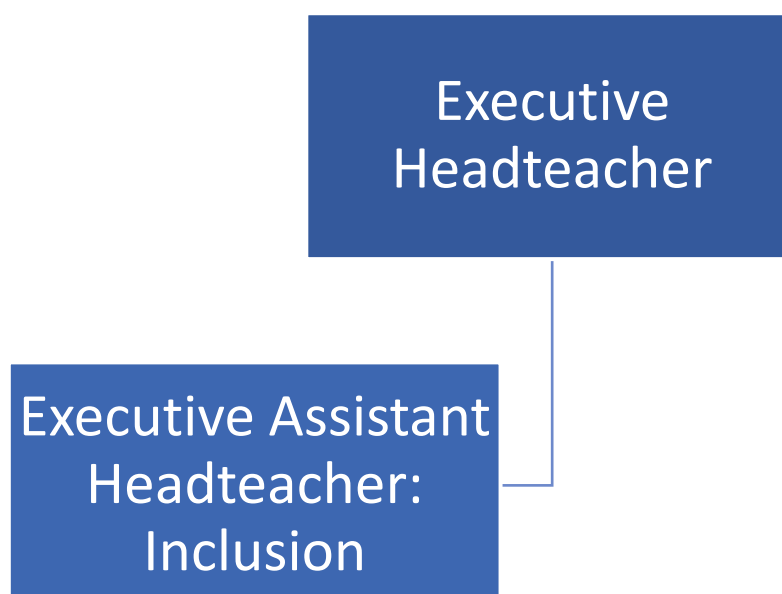 Executive
Headteacher
Executive Assistant
Headteacher:
Inclusion